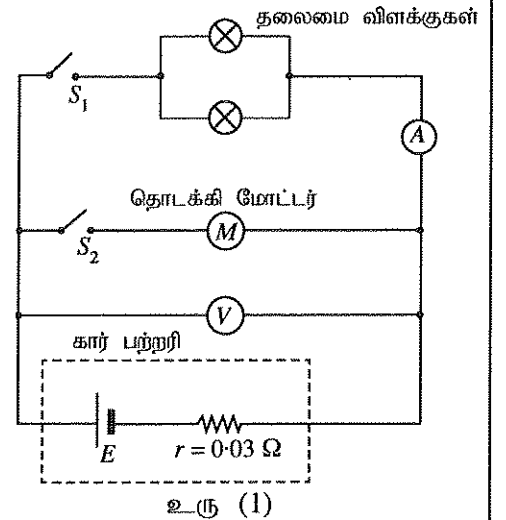 தலைமை விளக்குகள்
S1
A
தொடக்கி மோட்டர்
S2
M
V
கார் பற்றரி
E
r = 0·03 Ω
உரு (1)